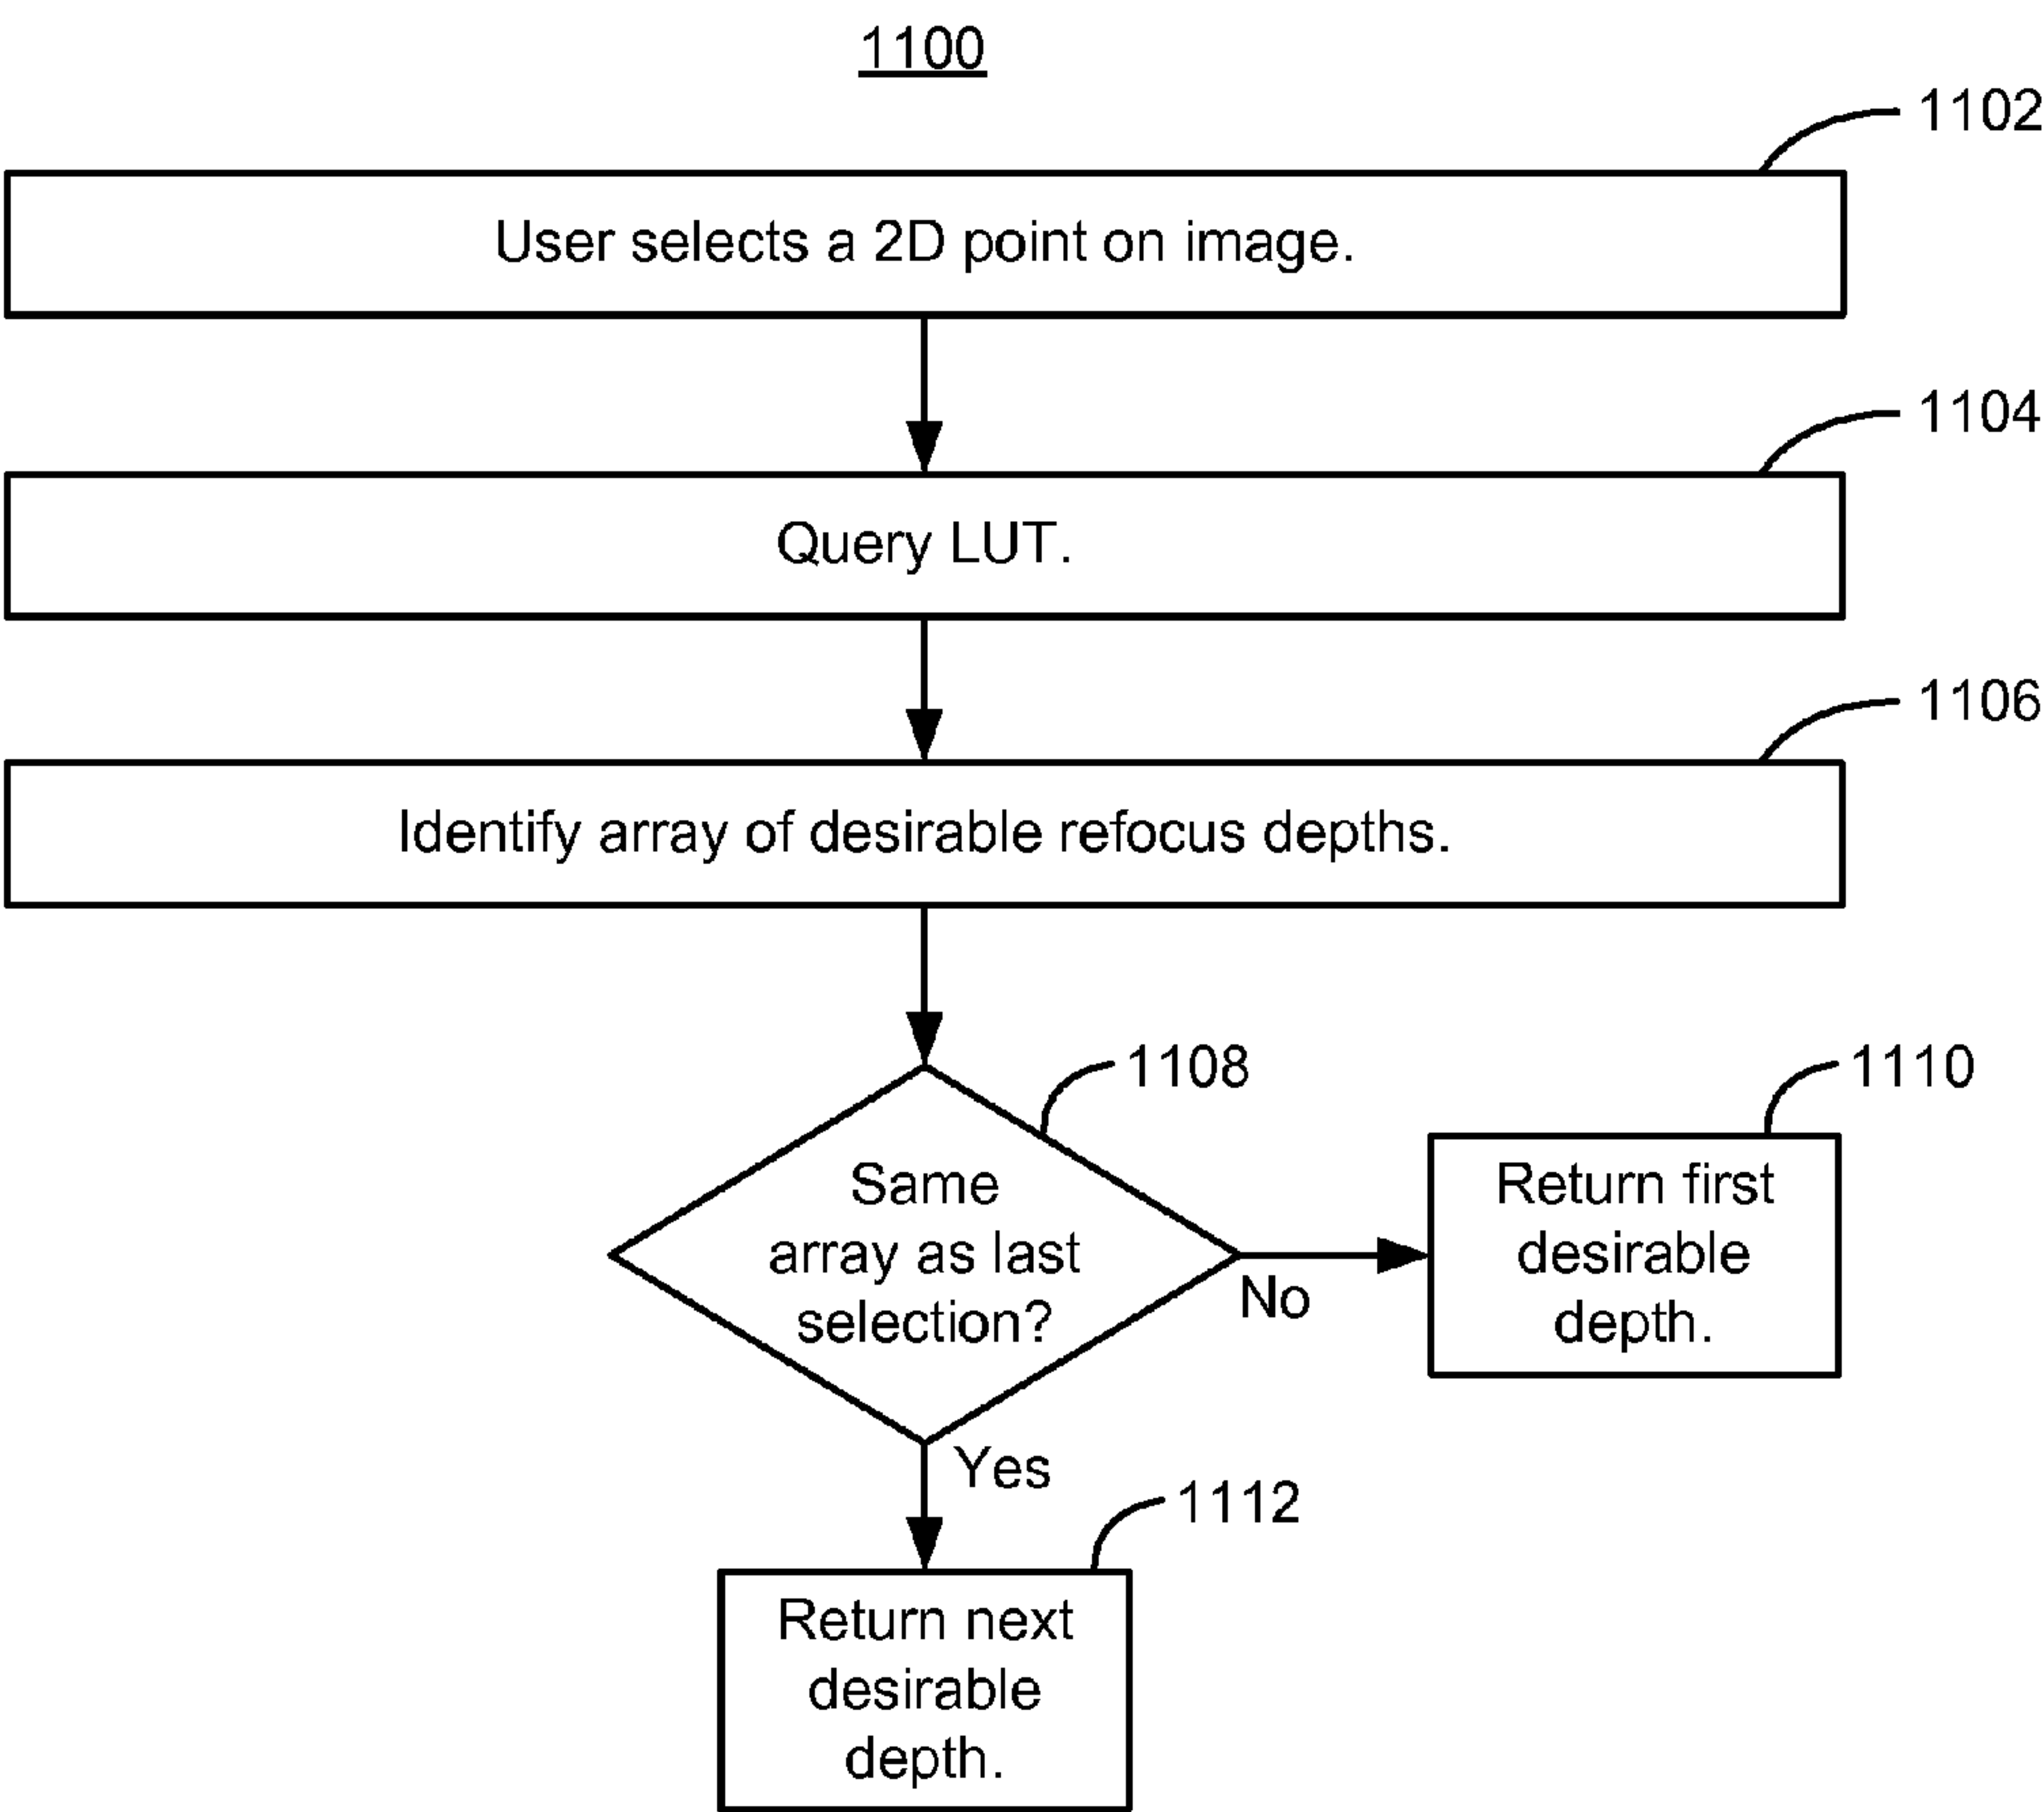 1100
1102
User selects a 2D point on image.
1104
Query LUT.
1106
Identify array of desirable refocus depths.
1108
Same
array as last
selection?
No
1110
Return first
desirable
depth.
Yes
1112
Return next
desirable
depth.